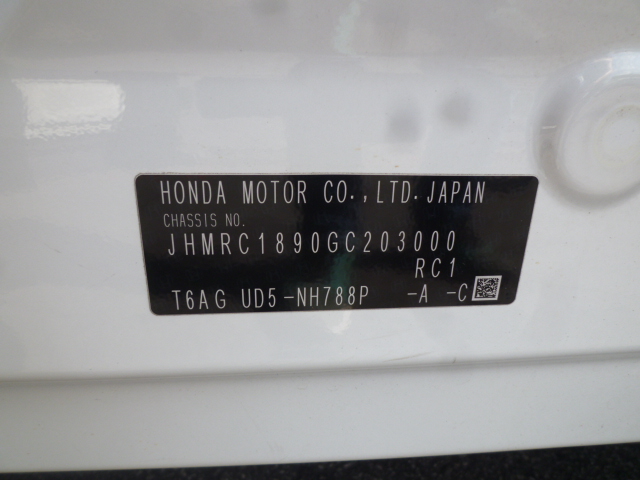 HONDA MOTOR CO.,LTD.JAPAN
CHASSIS NO.
JHMRC1890GC203000
RC1
T6AG UD5-NH788P -A -C